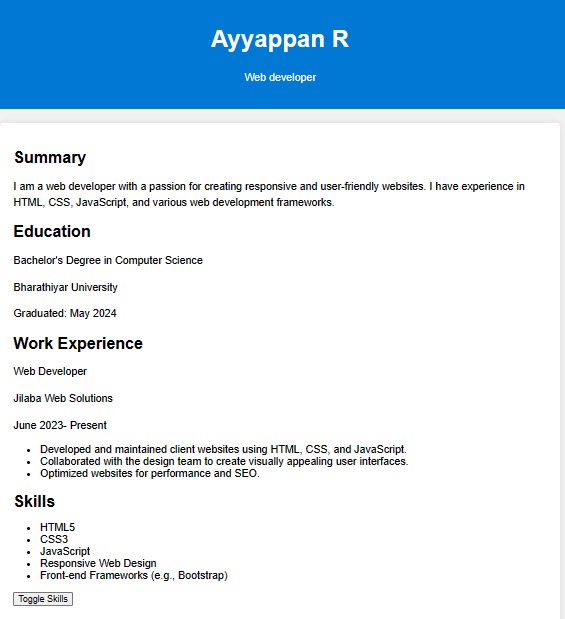 Ayyappan R
Web developer
Summary
I am a web developer with a passion for creating responsive and user-friendly websites. I have experience in
HTML, CSS, JavaScript, and various web development frameworks.
Education
Bachelor's Degree in Computer Science
Bharathiyar University
Graduated: May 2024
Work Experience
Web Developer
Jilaba Web Solutions
June 2023- Present
• Developed and maintained client websites using HTML, CSS, and JavaScript.
• Collaborated with the design team to create visually appealing user interfaces.
• Optimized websites for performance and SEO.
Skills
• HTML5
• CSS3
• JavaScript
• Responsive Web Design
• Front-end Frameworks (e.g., Bootstrap)
Toggle Skills